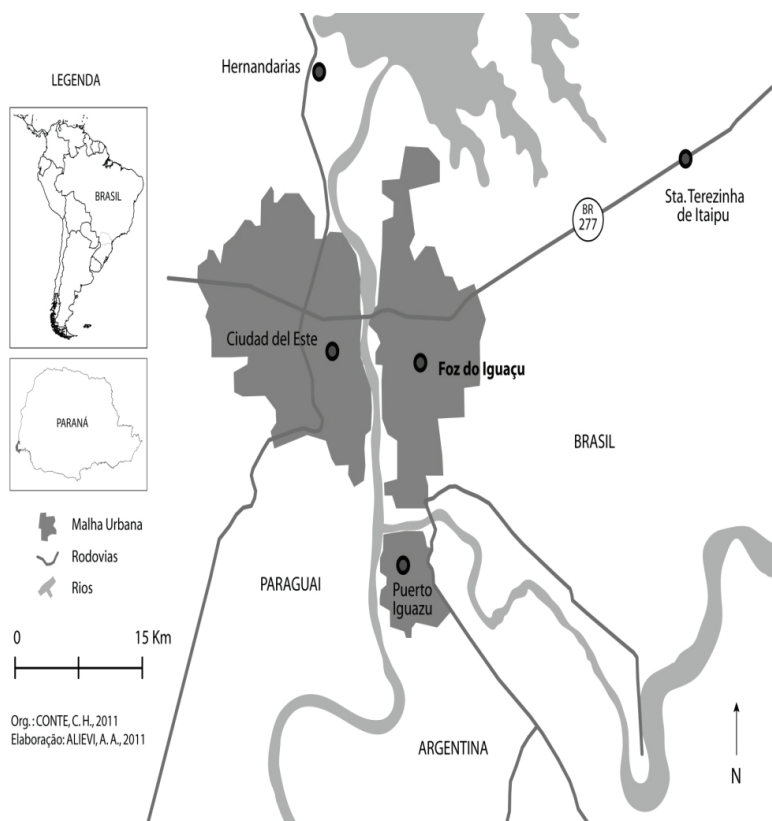 LEGENDA
BRASIL
PARANÁ
Malha Urbana
Rodovias
Rios
0 15 Km
Org.: CONTE, C. H., 2011
Elaboração: ALIEVI, A. A., 2011
Hernandarias
Sta. Terezinha
de Itaipu
BR
277
Ciudad del Este
Foz do Iguaçu
BRASIL
PARAGUAI
Puerto
Iguazu
ARGENTINA
N